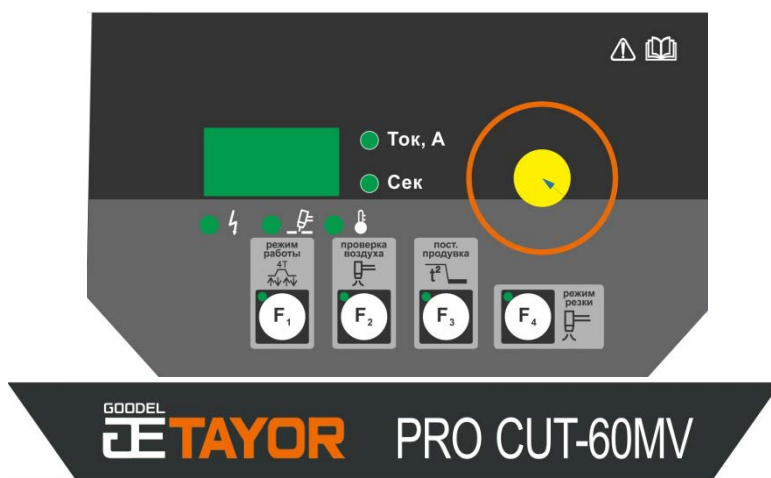 Ток, А
Сек
режим
работы
4T
F1
проверка
воздуха
F2
пост.
продувка
t²
F3
F4
режим
резки
GOODEL
TAYOR PRO CUT-60MV